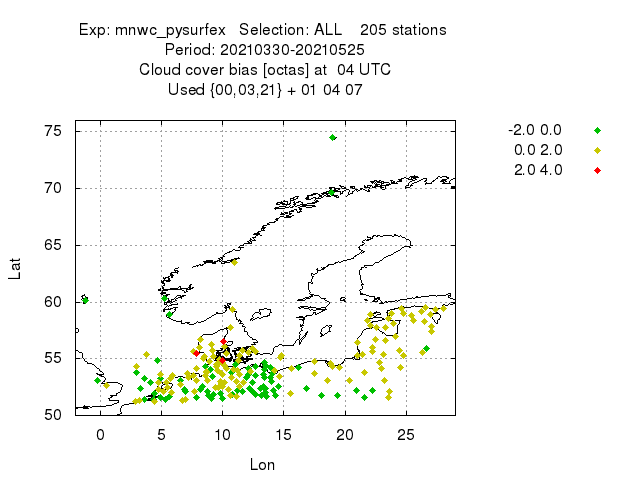 Exp: mnwc_pysurfex   Selection: ALL    205 stations
Period: 20210330-20210525
Cloud cover bias [octas] at  04 UTC
Used {00,03,21} + 01 04 07
-2.0 0.0
0.0 2.0
2.0 4.0
75
70
65
60
55
50
Lat
0 5 10 15 20 25
Lon